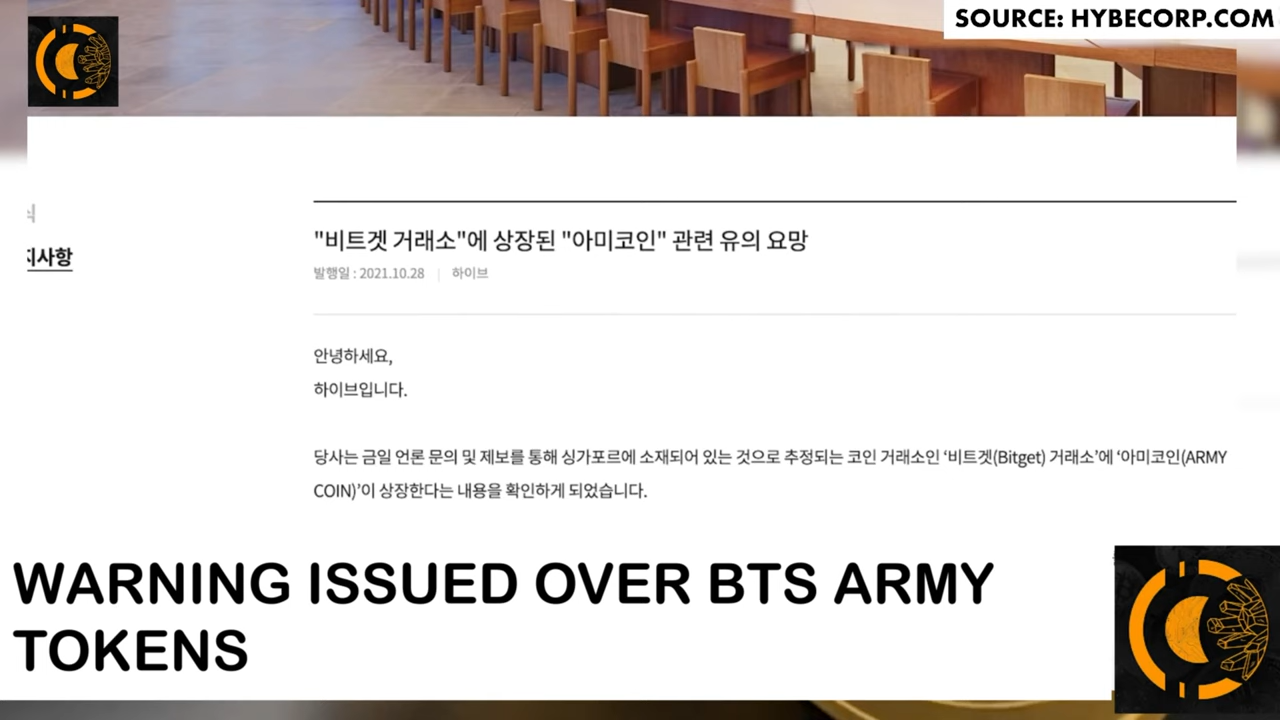 SOURCE: HYBECORP.COM
지사항
"비트겟 거래소"에 상장된 "아미코인" 관련 유의 요망
발행일 : 2021.10.28 | 하이브
안녕하세요,
하이브입니다.
당사는 금일 언론 문의 및 제보를 통해 싱가포르에 소재되어 있는 것으로 추정되는 코인 거래소인 ‘비트겟(Bitget) 거래소’에 ‘아미코인(ARMY
COIN)’이 상장한다는 내용을 확인하게 되었습니다.
WARNING ISSUED OVER BTS ARMY
TOKENS